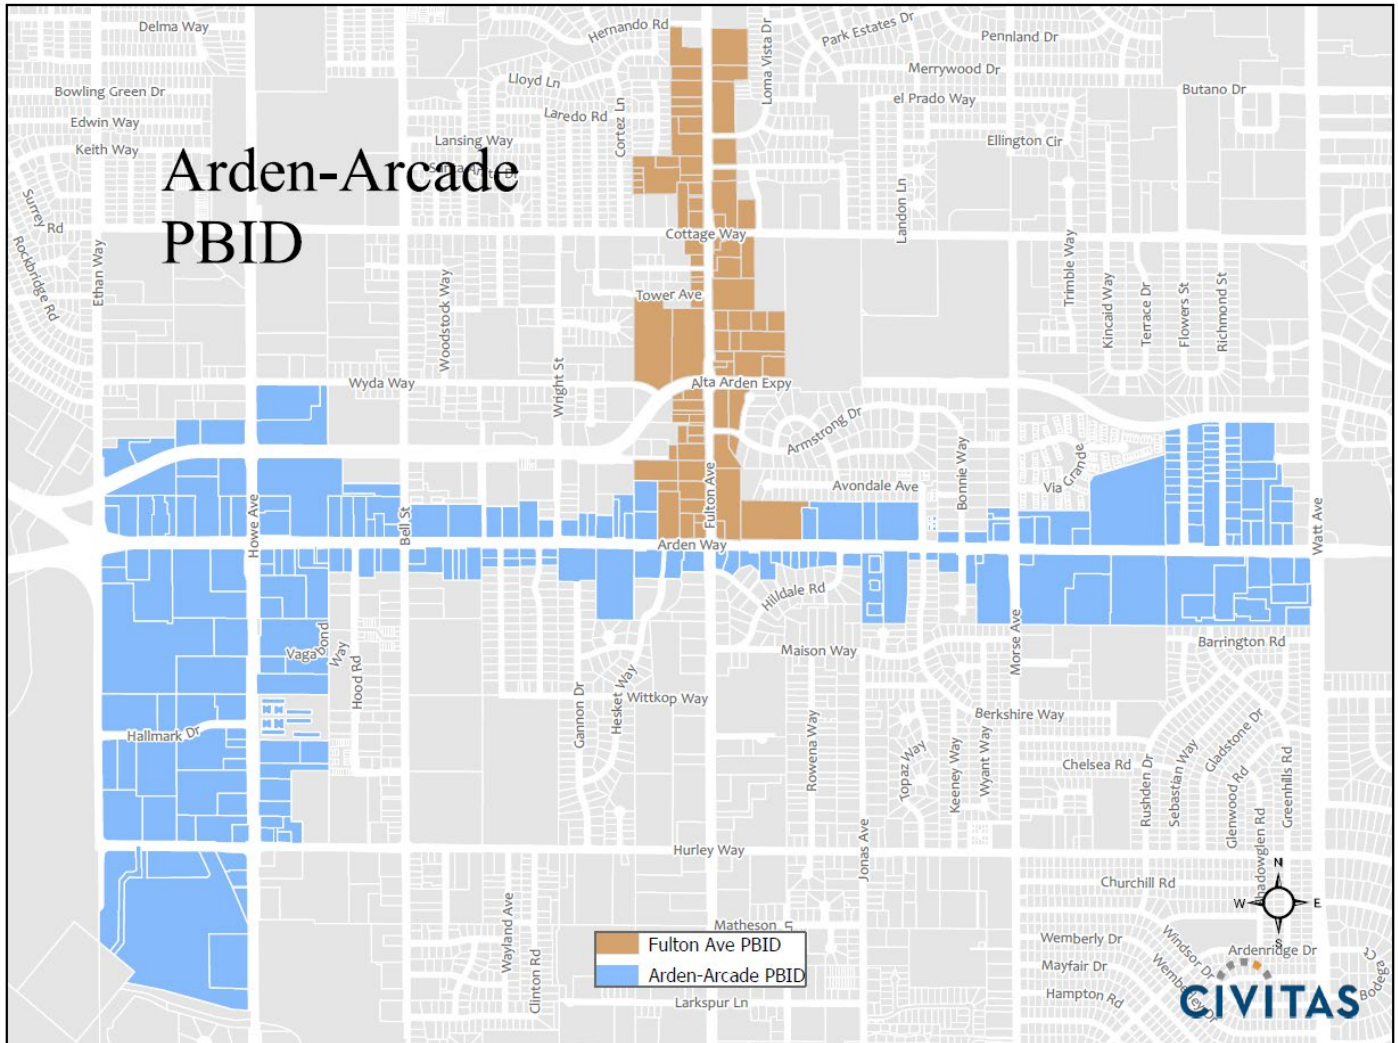 Delma Way
Hernando Rd
Loma Vista Dr
Park Estates Dr
Pennland Dr
Merrywood Dr
Lloyd Ln
Bowling Green Dr
Butano Dr
el Prado Way
Laredo Rd
Cortez Ln
Edwin Way
Lansing Way
Ellington Cir
Keith Way
Arden-Arcade
PBID
Surrey
Rd
Landon Ln
Cottage Way
Rockbridge Rd
Ethan Way
Trimble Way
Tower Ave
Woodstock Way
Kincaid Way
Terrace Dr
Flowers St
Richmond St
Wyda Way
Wright St
Alta Arden Expy
Armstrong Dr
Bonnie Way
Via Grande
Avondale Ave
Fulton Ave
Howe Ave
Bell St
Watt Ave
Arden Way
Hilldale Rd
Morse Ave
Vagabond
Way
Hood Rd
Maison Way
Barrington Rd
Gannon Dr
Hesket Way
Wittkop Way
Berkshire Way
Hallmark Dr
Rowena Way
Topaz Way
Keeney Way
Wyant Way
Chelsea Rd
Rushden Dr
Sebastian Way
Gladstone Dr
Glenwood Rd
Greenhills Rd
Hurley Way
Jonas Ave
Churchill Rd
N
W
E
S
Wayland Ave
Clinton Rd
Matheson
Fulton Ave PBID
Arden-Arcade PBID
Larkspur Ln
Wemberly Dr
Windsor Dr
Ardenridge Dr
Mayfair Dr
Wemberley Dr
Hampton Rd
Bodega Ct
CIVITAS